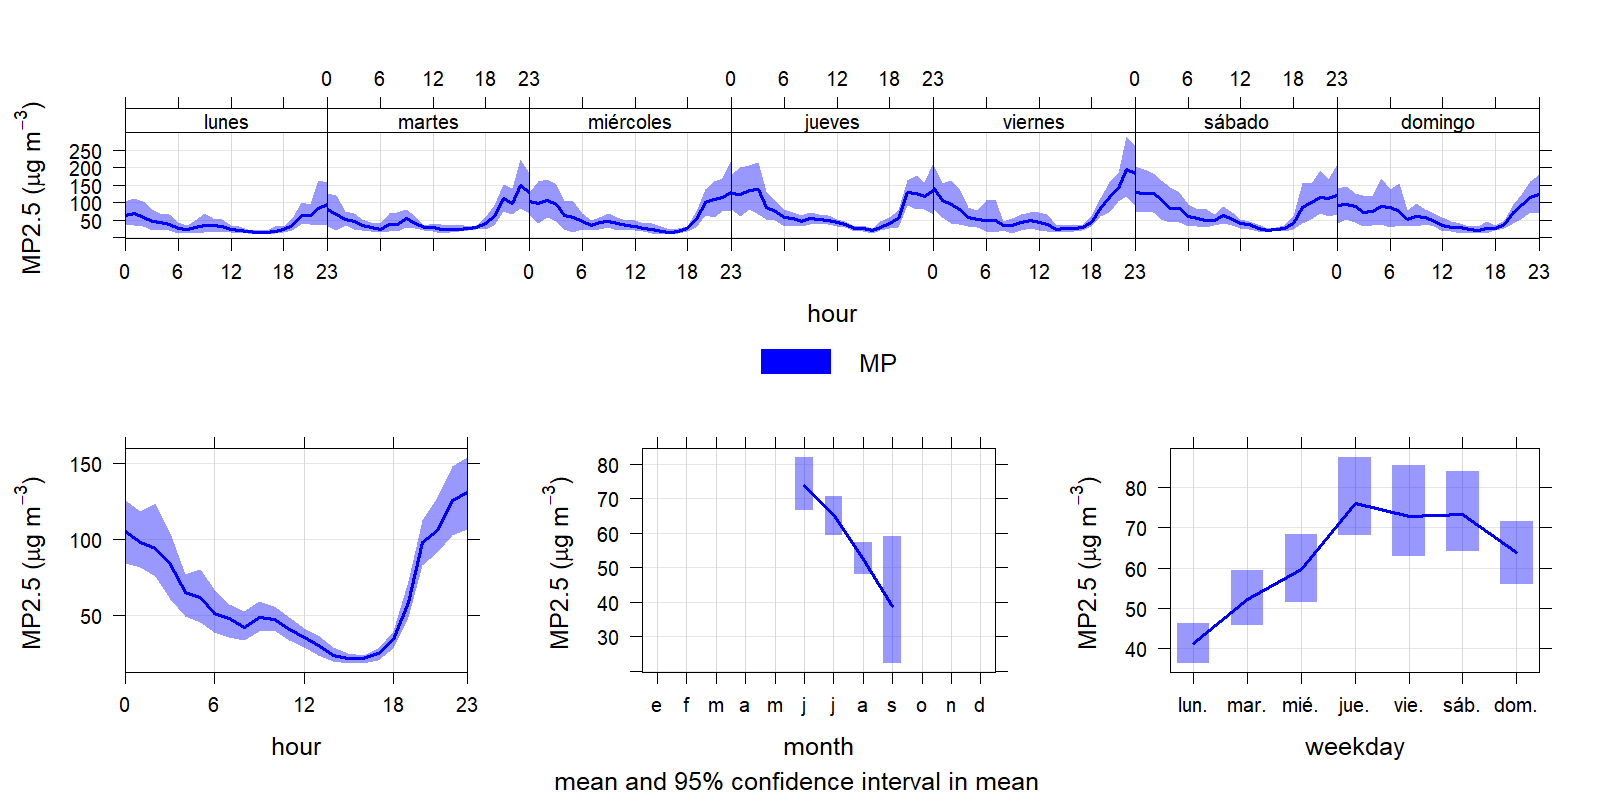 0 6 12 18 23 0 6 12 18 23 0 6 12 18 23
lunes martes miércoles jueves viernes sábado domingo
MP2.5 (μg m−3)
250
200
150
100
50
0 6 12 18 23 0 6 12 18 23 0 6 12 18 23 0 6 12 18 23
hour
MP
MP2.5 (μg m−3)
150
100
50
0 6 12 18 23
hour
MP2.5 (μg m−3)
80
70
60
50
40
30
e f m a m j j a s o n d
month
MP2.5 (μg m−3)
80
70
60
50
40
lun. mar. mié. jue. vie. sáb. dom.
weekday
mean and 95% confidence interval in mean